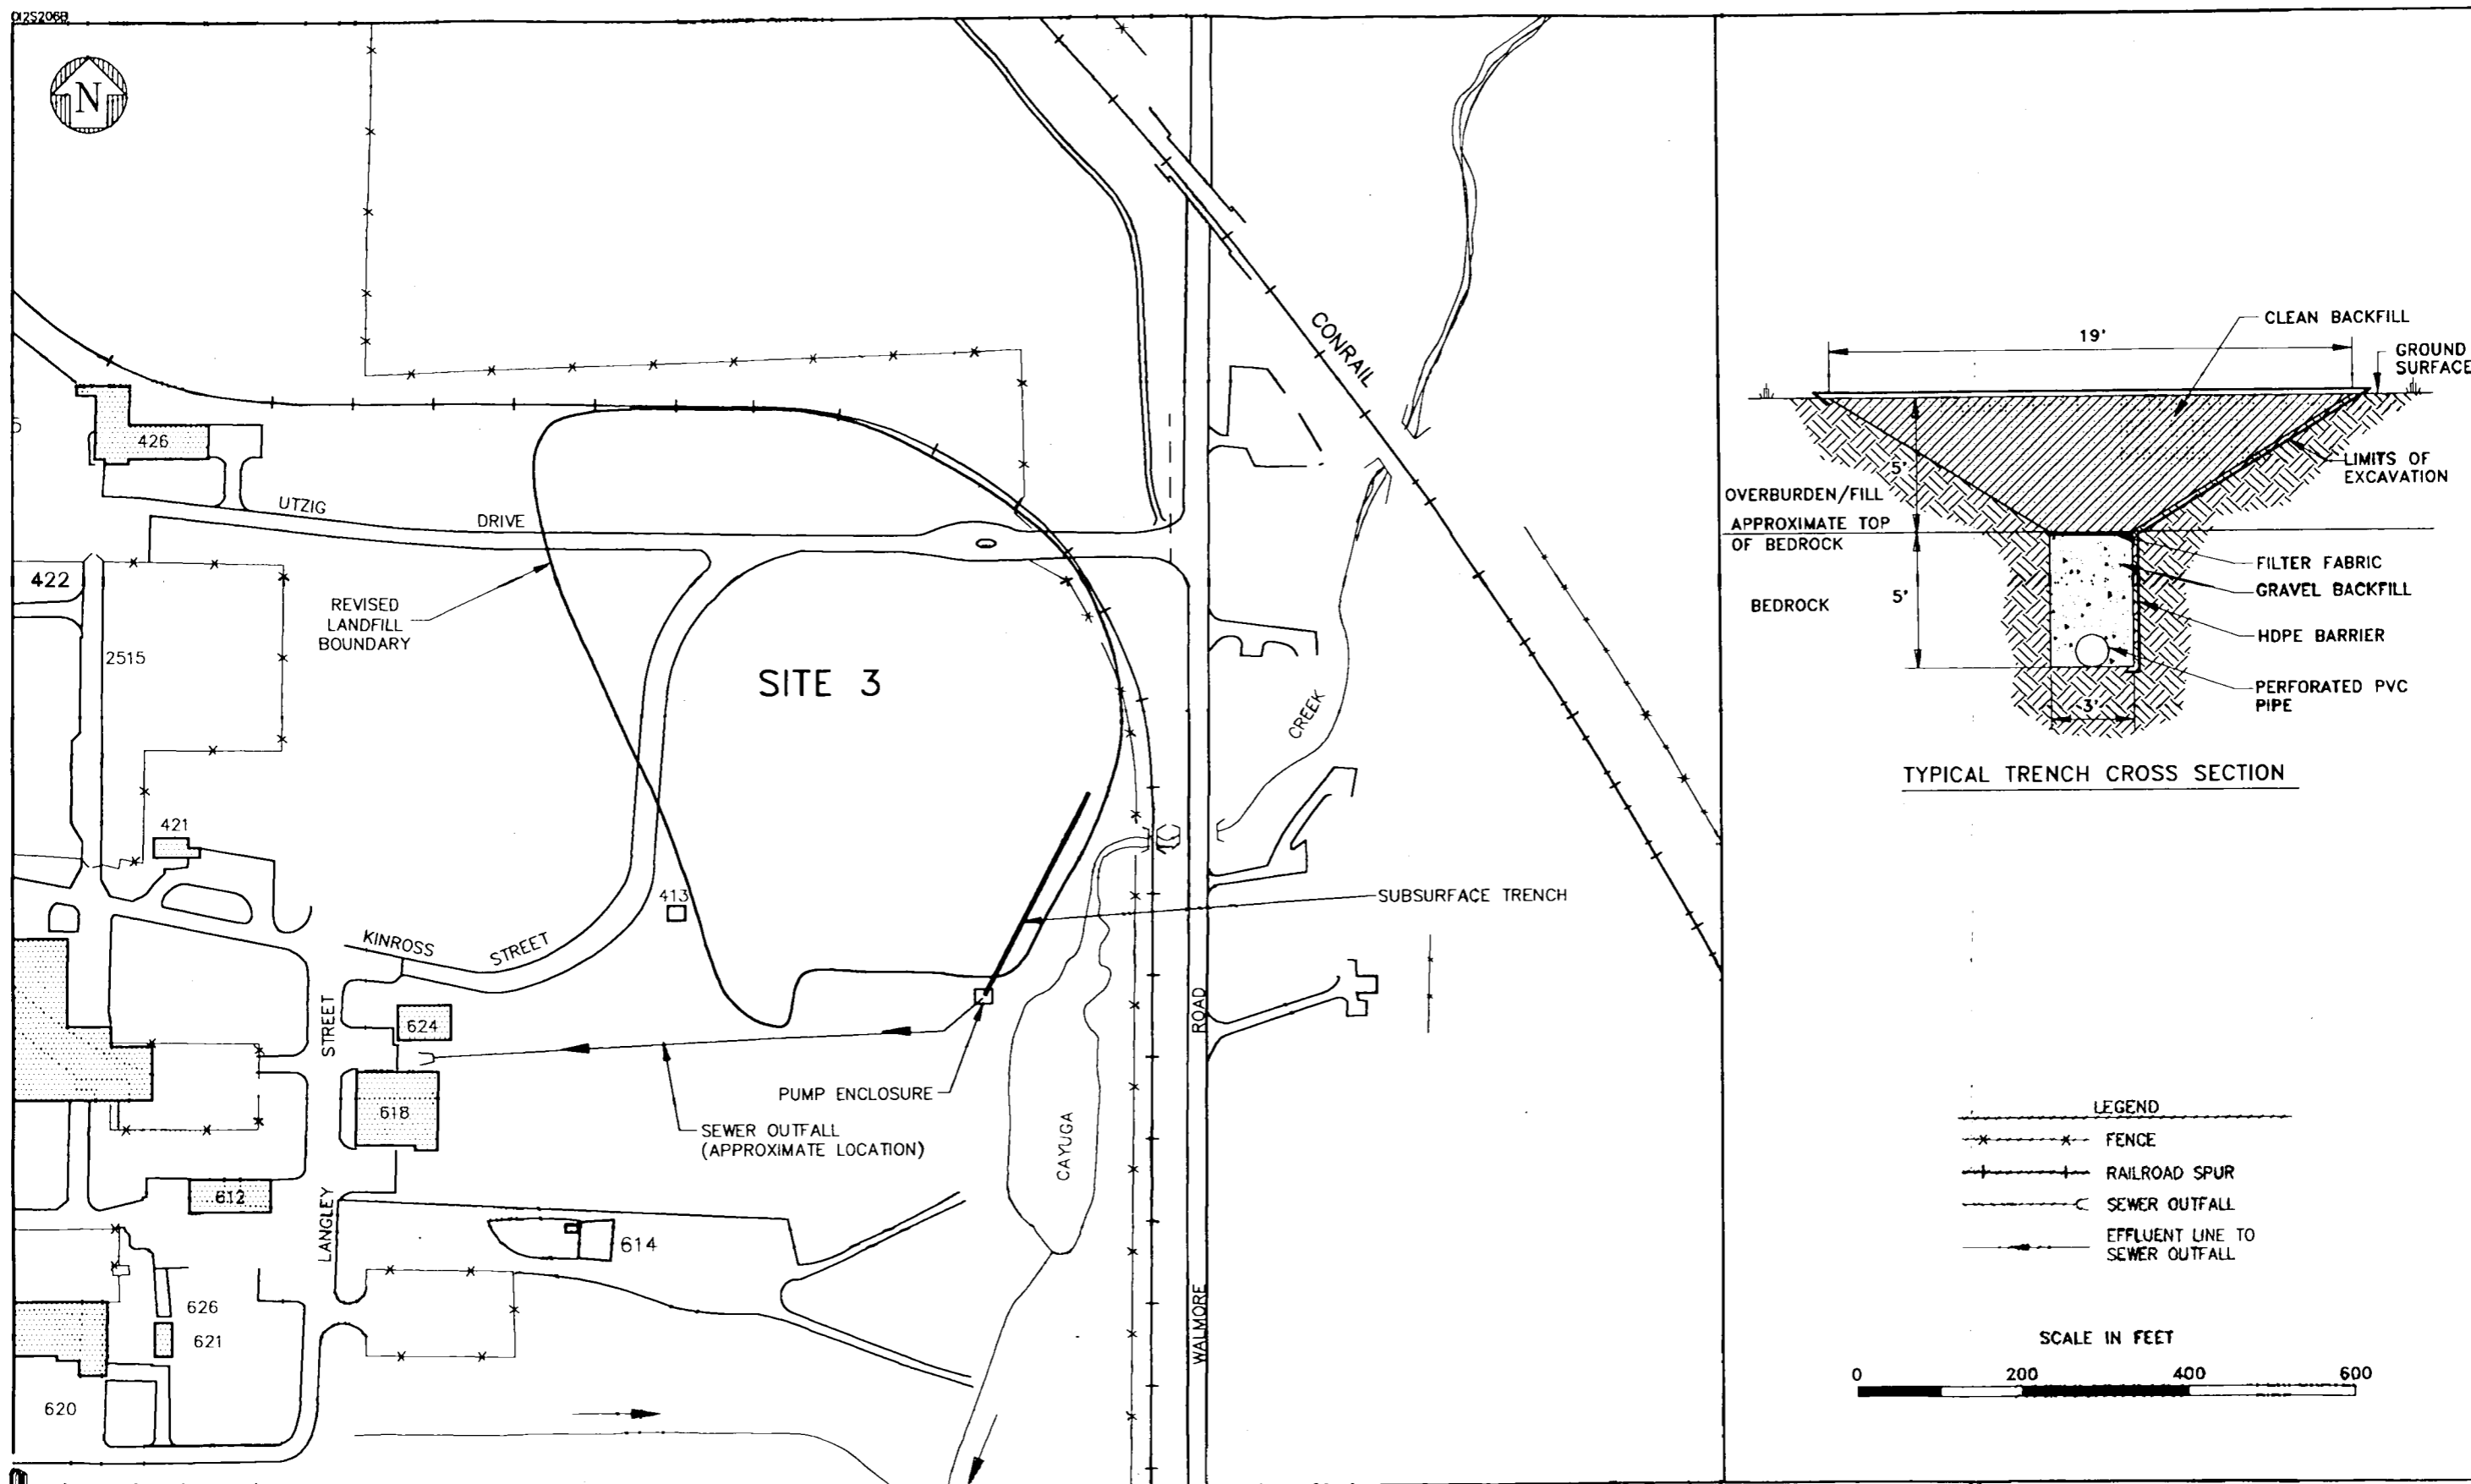 012S206B
N
426
UTZIG
DRIVE
422
2515
REVISED
LANDFILL
BOUNDARY
SITE 3
CONRAIL
CREEK
421
413
KINROSS
STREET
SUBSURFACE TRENCH
STREET
LANGLEY
624
618
612
PUMP ENCLOSURE
SEWER OUTFALL
(APPROXIMATE LOCATION)
CAYUGA
ROAD
WALMORE
614
626
621
620
19'
CLEAN BACKFILL
GROUND
SURFACE
5'
LIMITS OF
EXCAVATION
OVERBURDEN/FILL
APPROXIMATE TOP
OF BEDROCK
FILTER FABRIC
GRAVEL BACKFILL
5'
BEDROCK
HDPE BARRIER
PERFORATED PVC
PIPE
3'
TYPICAL TRENCH CROSS SECTION
LEGEND
FENCE
RAILROAD SPUR
SEWER OUTFALL
EFFLUENT LINE TO
SEWER OUTFALL
SCALE IN FEET
0 200 400 600